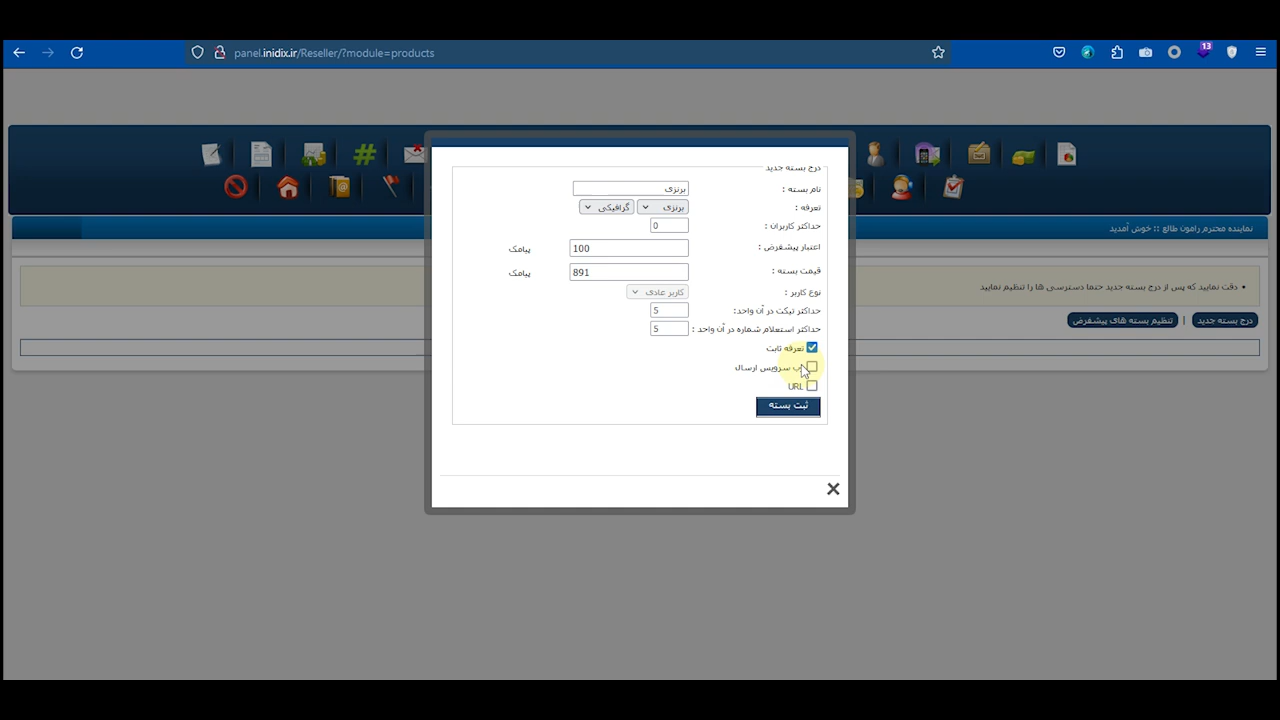 panel.inidix.ir/Reseller/?module=products
13
نماینده محترم رامون طالع :: خوش آمدید
دقت نمایید که پس از درج بسته جدید حتما دسترسی ها را تنظیم نمایید
درج بسته جدید | تنظیم بسته های پیشفرض
درج بسته جدید
نام بسته : برنزی
تعرفه : برنزی گرافیکی
حداکثر کاربران : 0
اعتبار پیشفرض : 100 پیامک
قیمت بسته : 891 پیامک
نوع کاربر : کاربر عادی
حداکثر تیکت در آن واحد: 5
حداکثر استعلام شماره در آن واحد : 5
تعرفه ثابت
سرویس ارسال
URL
ثبت بسته